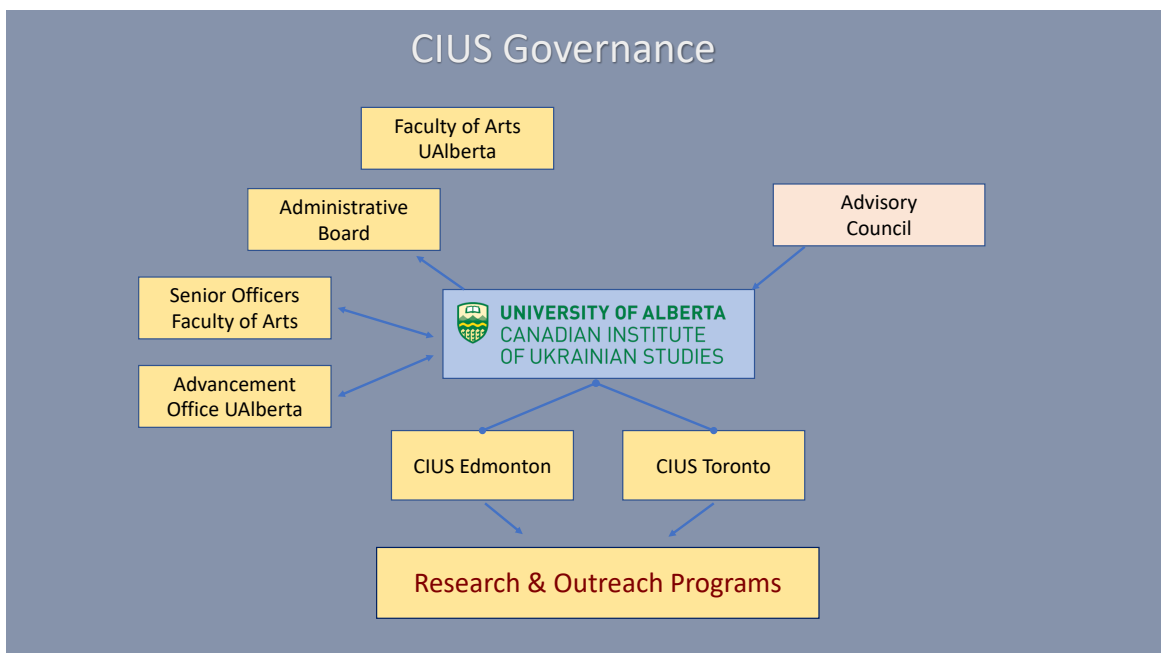 CIUS Governance
Faculty of Arts
UAlberta
Administrative
Board
Advisory
Council
Senior Officers
Faculty of Arts
UNIVERSITY OF ALBERTA
CANADIAN INSTITUTE
OF UKRAINIAN STUDIES
Advancement
Office UAlberta
CIUS Edmonton
CIUS Toronto
Research & Outreach Programs